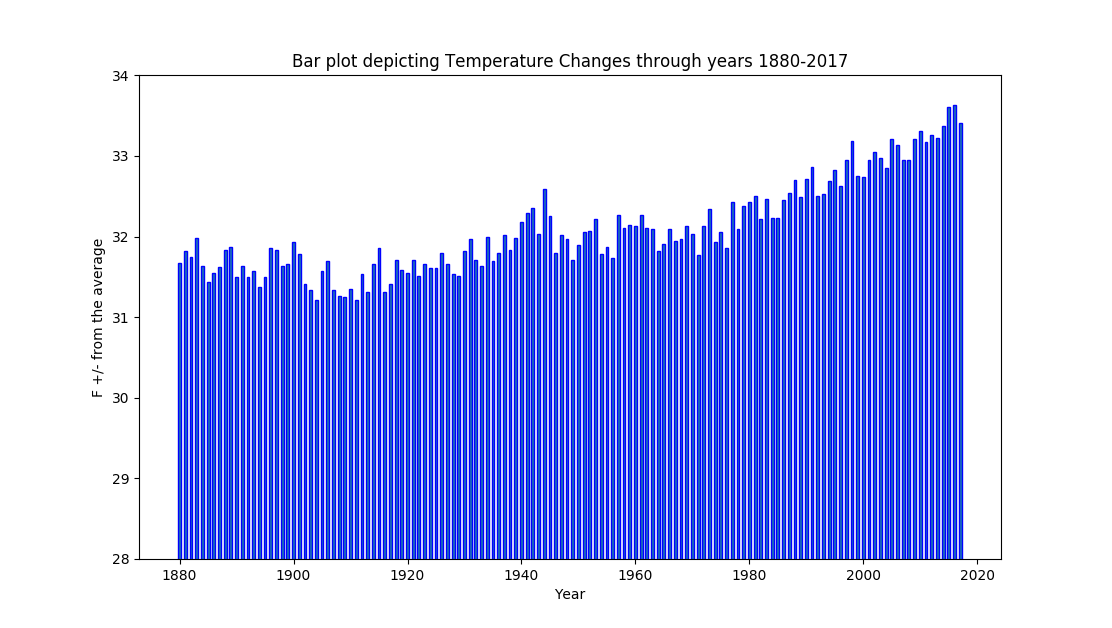 Bar plot depicting Temperature Changes through years 1880-2017
34
33
32
31
30
29
28
F +/- from the average
1880 1900 1920 1940 1960 1980 2000 2020
Year